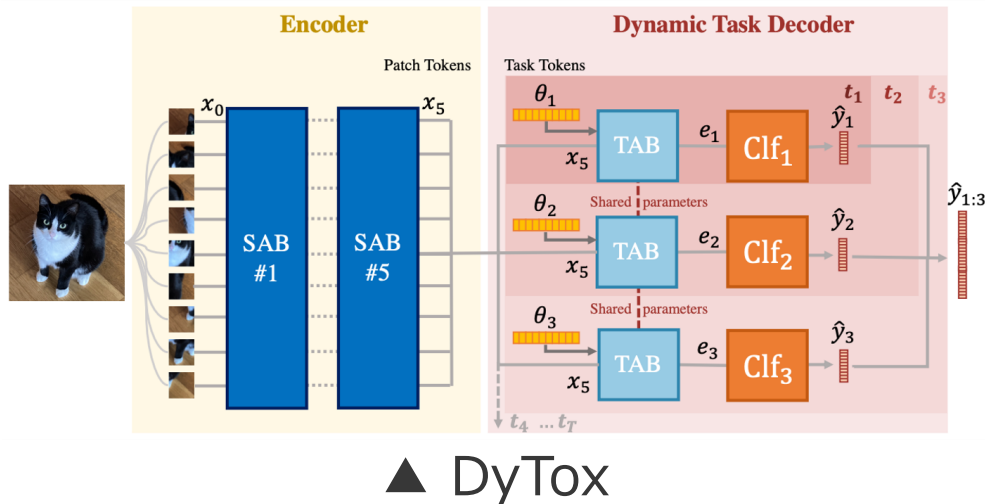 Encoder
Dynamic Task Decoder
Patch Tokens
Task Tokens
x₀
x₅
SAB
#1
SAB
#5
θ₁
x₅
TAB
e₁
Clf₁
ŷ₁
t₁
t₂
t₃
Shared parameters
θ₂
x₅
TAB
e₂
Clf₂
ŷ₂
ŷ₁:₃
Shared parameters
θ₃
x₅
TAB
e₃
Clf₃
ŷ₃
t₄ ...t_T
▲ DyTox